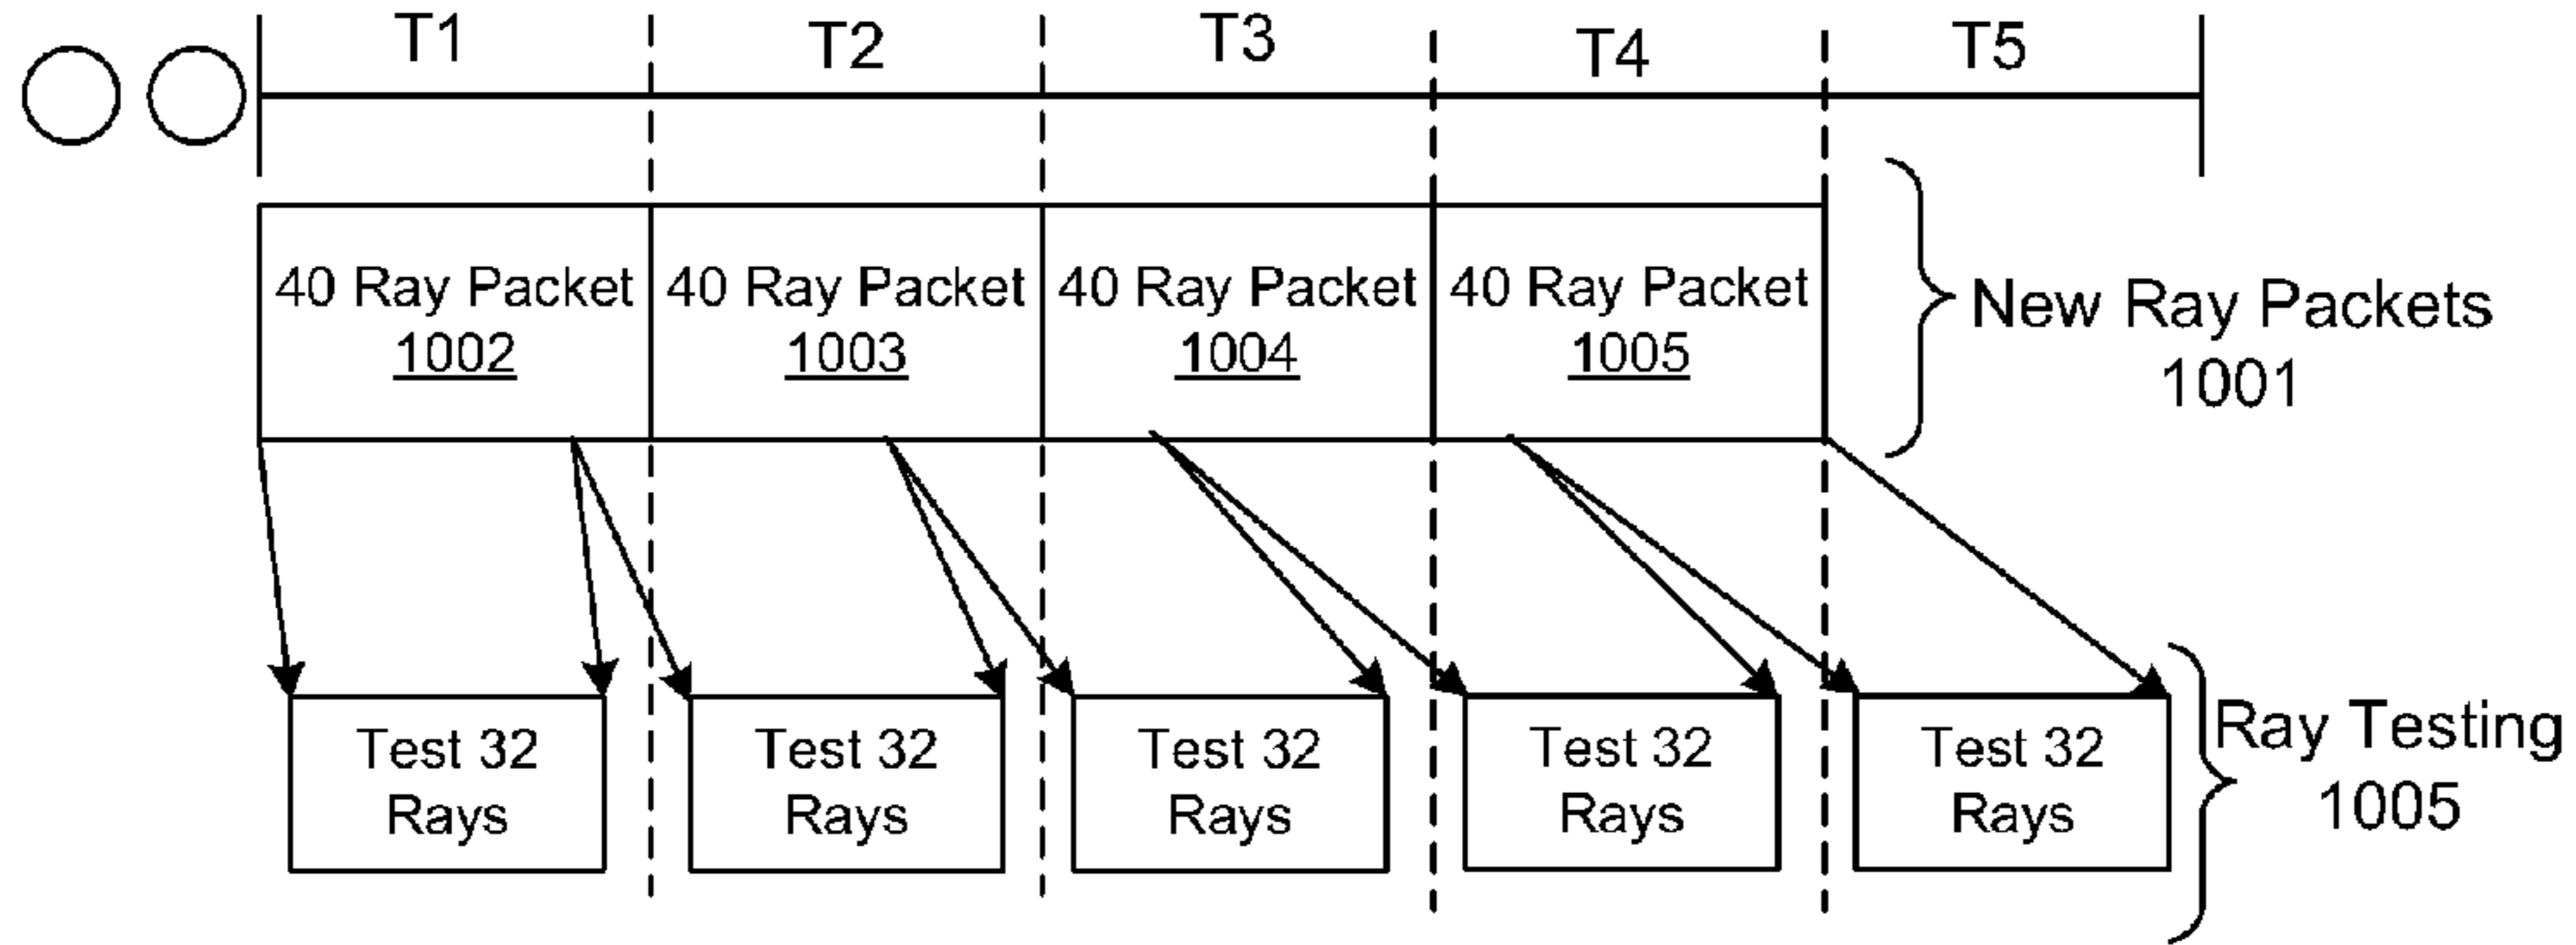 T1
T2
T3
T4
T5
40 Ray Packet
1002
40 Ray Packet
1003
40 Ray Packet
1004
40 Ray Packet
1005
New Ray Packets
1001
Test 32
Rays
Test 32
Rays
Test 32
Rays
Test 32
Rays
Test 32
Rays
Ray Testing
1005